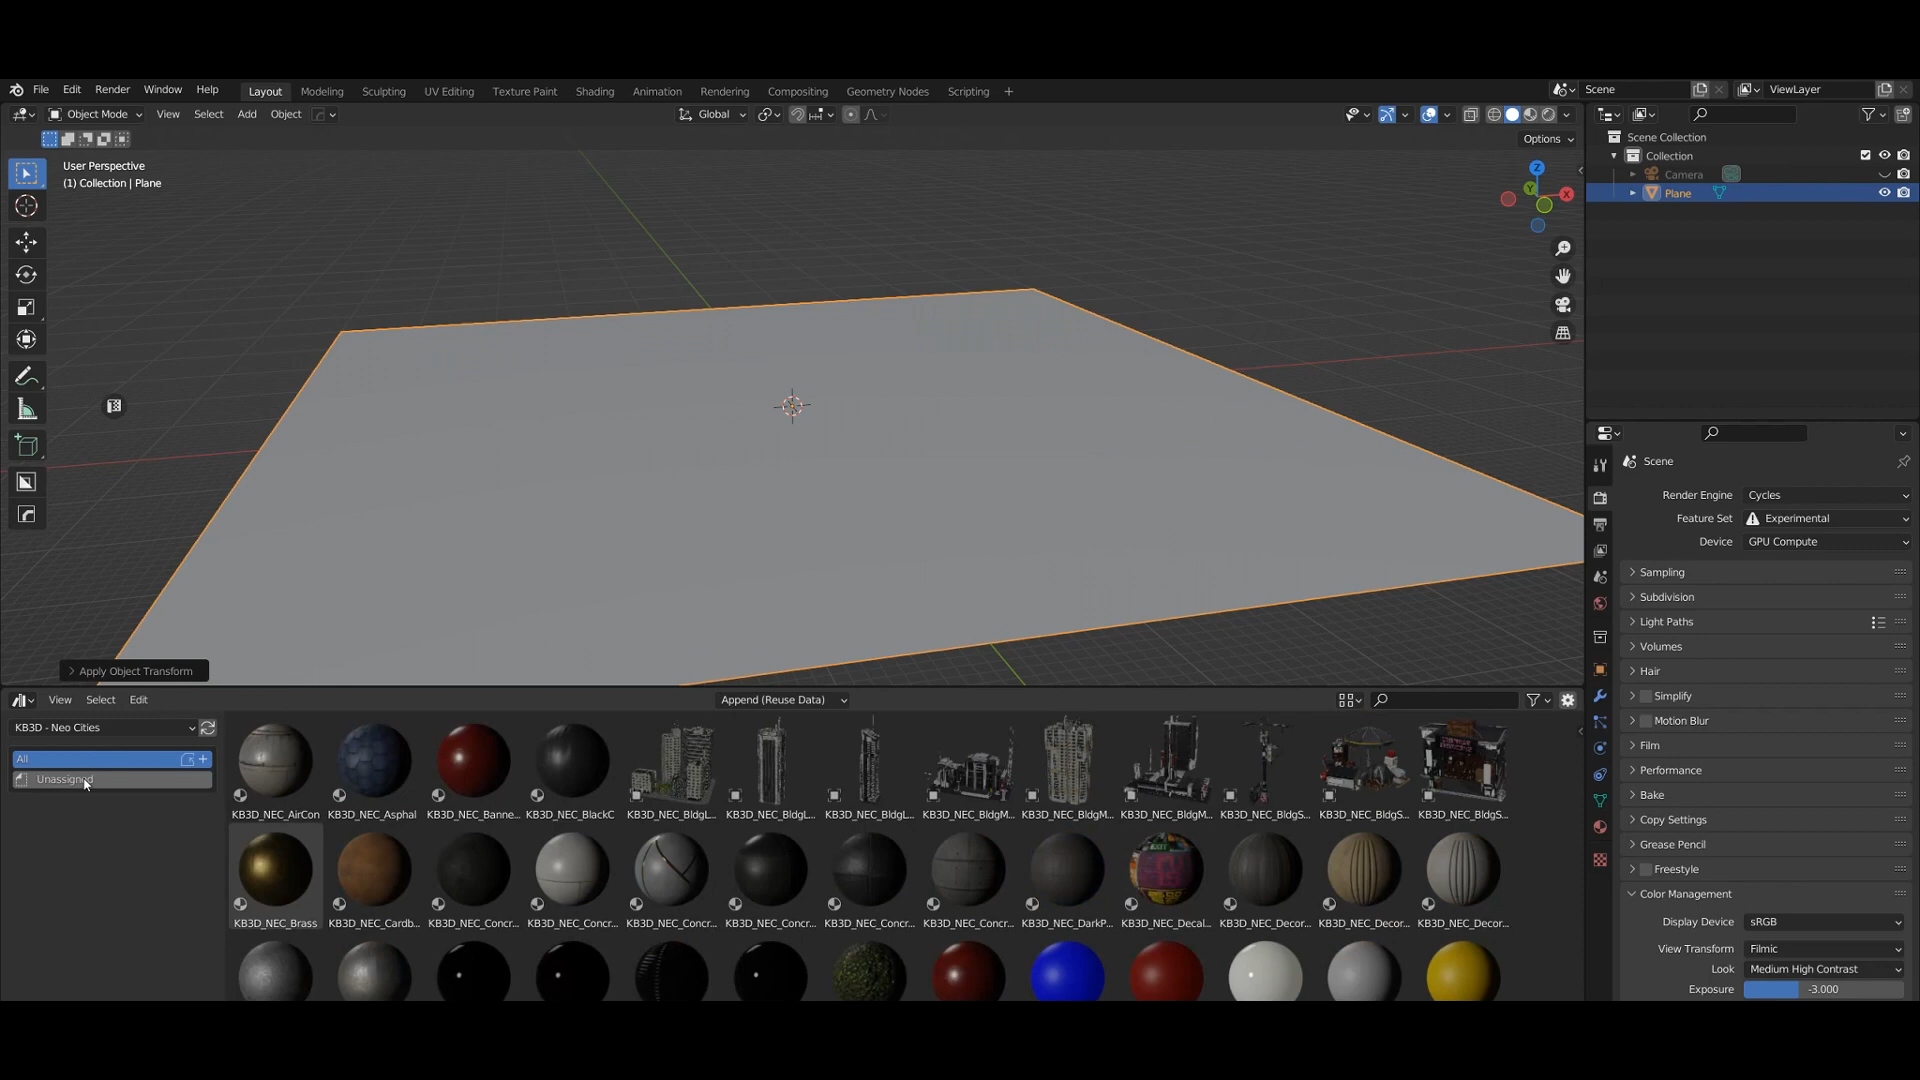 File Edit Render Window Help Layout Modeling Sculpting UV Editing Texture Paint Shading Animation Rendering Compositing Geometry Nodes Scripting + Scene ViewLayer
Object Mode View Select Add Object Global
Options
User Perspective
(1) Collection | Plane
Z
Y
X
Scene Collection
Collection
Camera
Plane
Scene
Render Engine Cycles
Feature Set Experimental
Device GPU Compute
Sampling
Subdivision
Light Paths
Volumes
Hair
Simplify
Motion Blur
Film
Performance
Bake
Copy Settings
Grease Pencil
Freestyle
Color Management
Display Device sRGB
View Transform Filmic
Look Medium High Contrast
Exposure -3.000
Apply Object Transform
View Select Edit Append (Reuse Data)
KB3D - Neo Cities
All
Unassigned
KB3D_NEC_AirCon KB3D_NEC_Asphal KB3D_NEC_Banne... KB3D_NEC_BlackC KB3D_NEC_BldgL... KB3D_NEC_BldgL... KB3D_NEC_BldgL... KB3D_NEC_BldgM... KB3D_NEC_BldgM... KB3D_NEC_BldgM... KB3D_NEC_BldgS... KB3D_NEC_BldgS... KB3D_NEC_BldgS...
KB3D_NEC_Brass KB3D_NEC_Cardb... KB3D_NEC_Concr... KB3D_NEC_Concr... KB3D_NEC_Concr... KB3D_NEC_Concr... KB3D_NEC_Concr... KB3D_NEC_Concr... KB3D_NEC_DarkP... KB3D_NEC_Decal... KB3D_NEC_Decor... KB3D_NEC_Decor... KB3D_NEC_Decor...